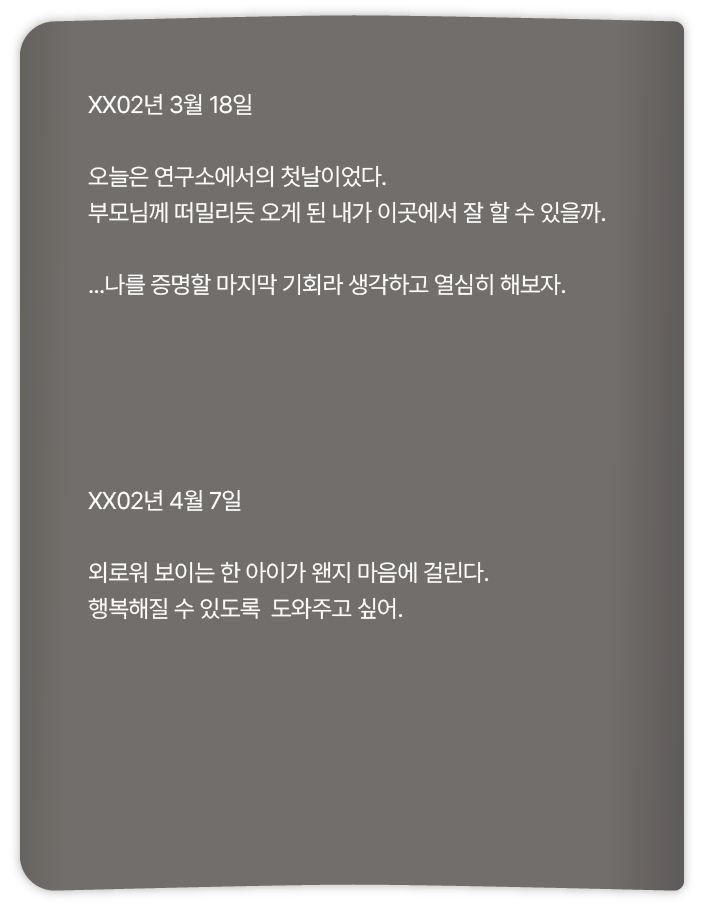 XX02년 3월 18일
오늘은 연구소에서의 첫날이었다.
부모님께 떠밀리듯 오게 된 내가 이곳에서 잘 할 수 있을까.
...나를 증명할 마지막 기회라 생각하고 열심히 해보자.
XX02년 4월 7일
외로워 보이는 한 아이가 왠지 마음에 걸린다.
행복해질 수 있도록  도와주고 싶어.